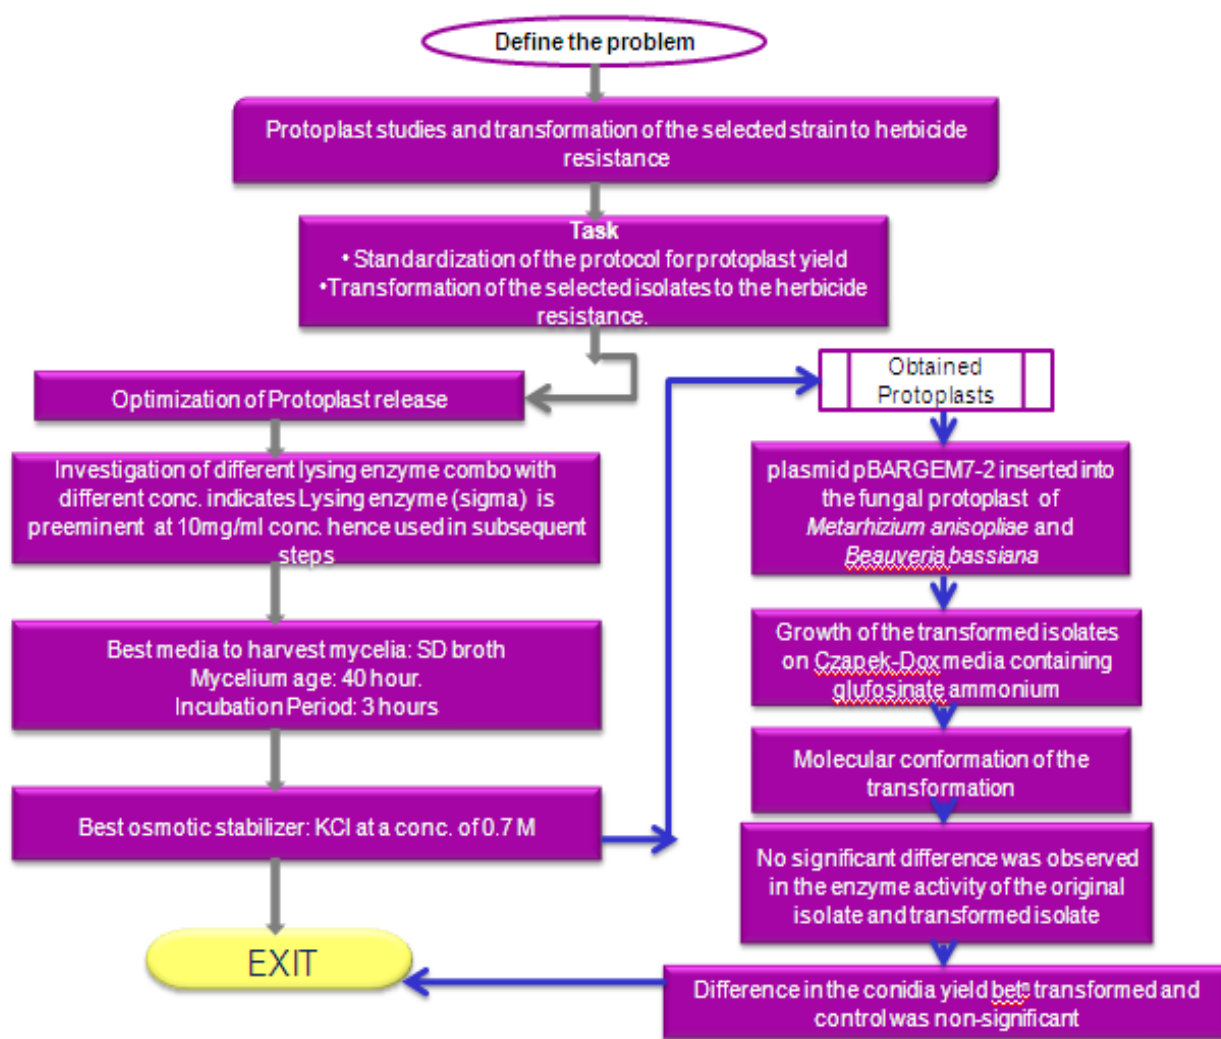 Define the problem
Protoplast studies and transformation of the selected strain to herbicide
resistance
Task
• Standardization of the protocol for protoplast yield
•Transformation of the selected isolates to the herbicide
resistance.
Optimization of Protoplast release
Investigation of different lysing enzyme combo with
different conc. indicates Lysing enzyme (sigma) is
preeminent at 10mg/ml conc. hence used in subsequent
steps
Best media to harvest mycelia: SD broth
Mycelium age: 40 hour.
Incubation Period: 3 hours
Best osmotic stabilizer: KCl at a conc. of 0.7 M
EXIT
Obtained
Protoplasts
plasmid pBARGEM7-2 inserted into
the fungal protoplast of
Metarhizium anisopliae and
Beauveria bassiana
Growth of the transformed isolates
on Czapek-Dox media containing
glufosinate ammonium
Molecular conformation of the
transformation
No significant difference was observed
in the enzyme activity of the original
isolate and transformed isolate
Difference in the conidia yield betⁿ transformed and
control was non-significant